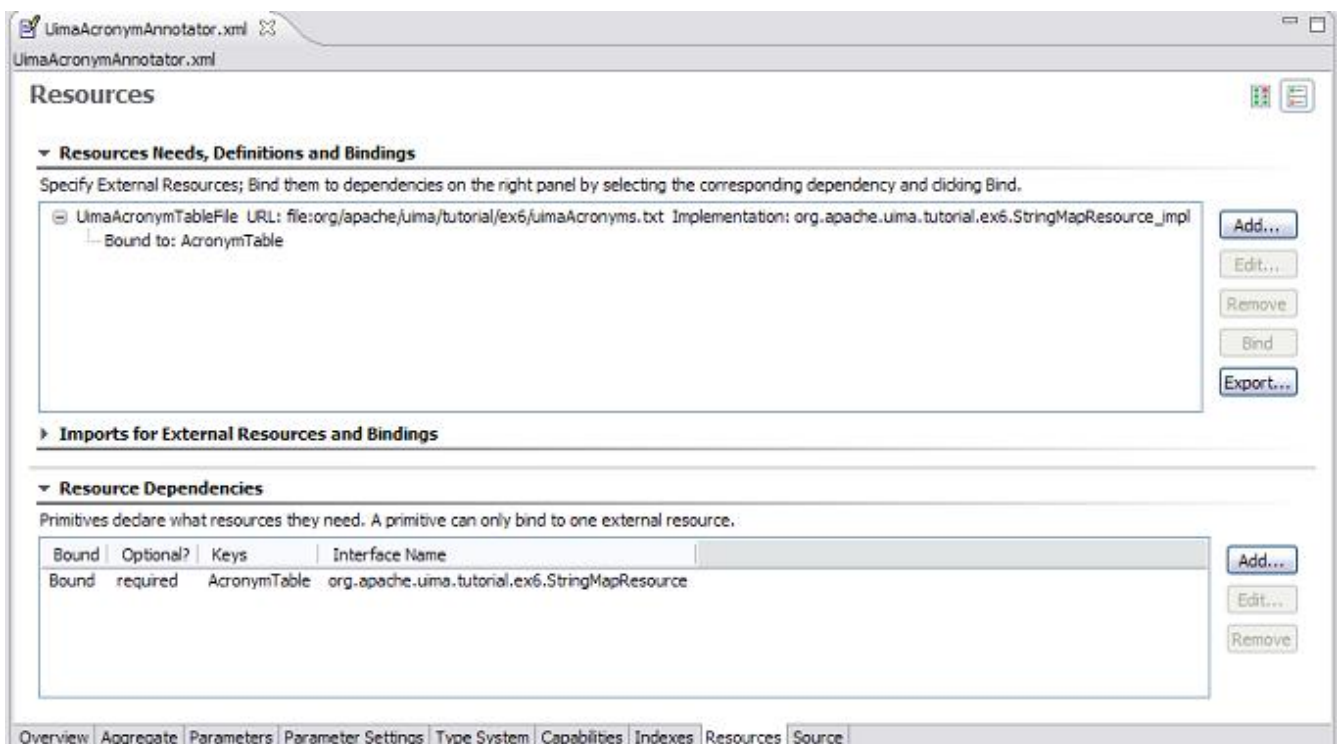 UimaAcronymAnnotator.xml
UimaAcronymAnnotator.xml
Resources
Resources Needs, Definitions and Bindings
Specify External Resources; Bind them to dependencies on the right panel by selecting the corresponding dependency and clicking Bind.
UimaAcronymTableFile URL: file:org/apache/uima/tutorial/ex6/uimaAcronyms.txt Implementation: org.apache.uima.tutorial.ex6.StringMapResource_impl
Bound to: AcronymTable
Add...
Edit...
Remove
Bind
Export...
Imports for External Resources and Bindings
Resource Dependencies
Primitives declare what resources they need. A primitive can only bind to one external resource.
Bound Optional? Keys Interface Name
Bound required AcronymTable org.apache.uima.tutorial.ex6.StringMapResource
Add...
Edit...
Remove
Overview Aggregate Parameters Parameter Settings Type System Capabilities Indexes Resources Source